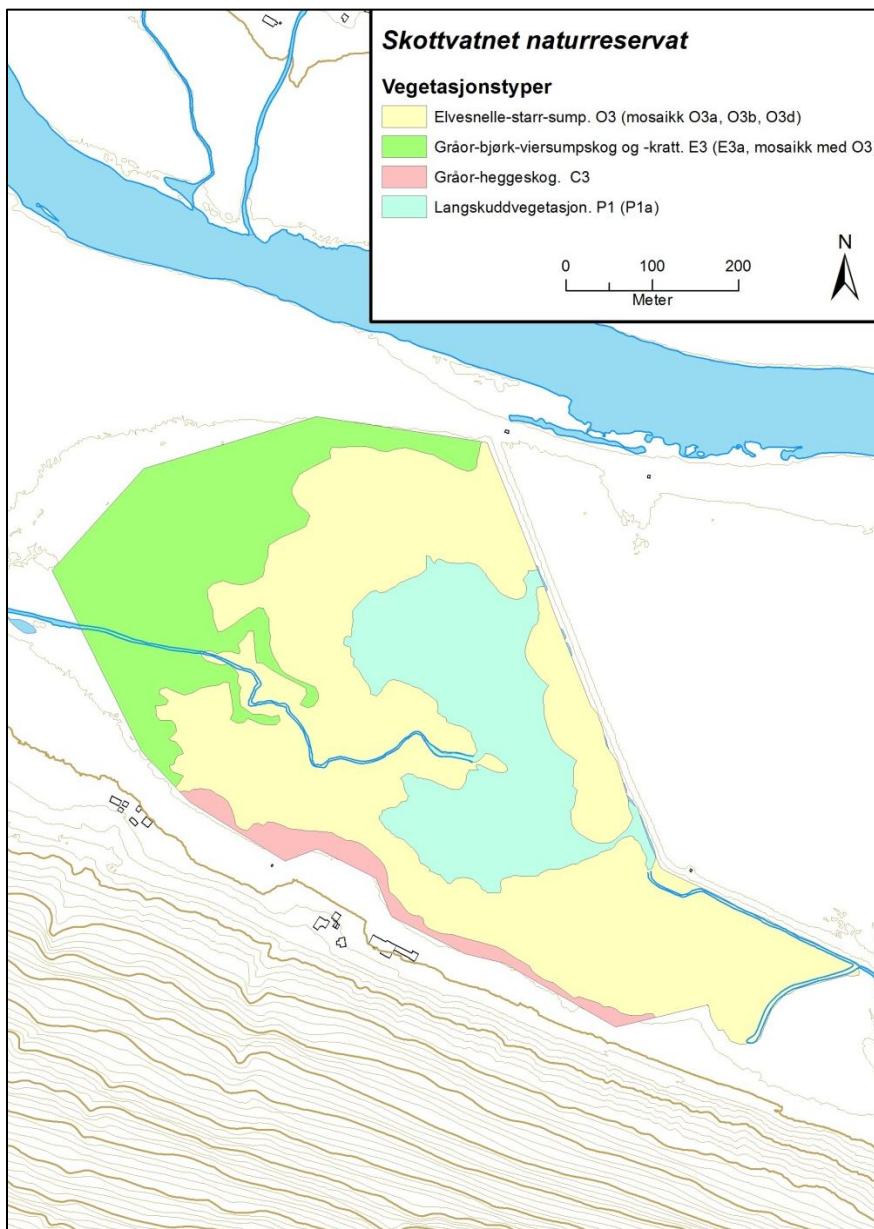 Skottvatnet naturreservat
Vegetasjonstyper
Elvesnelle-starr-sump. O3 (mosaikk O3a, O3b, O3d)
Gråor-bjørk-viersumpskog og -kratt. E3 (E3a, mosaikk med O3
Gråor-heggeskog. C3
Langskuddvegetasjon. P1 (P1a)
0 100 200
Meter
N